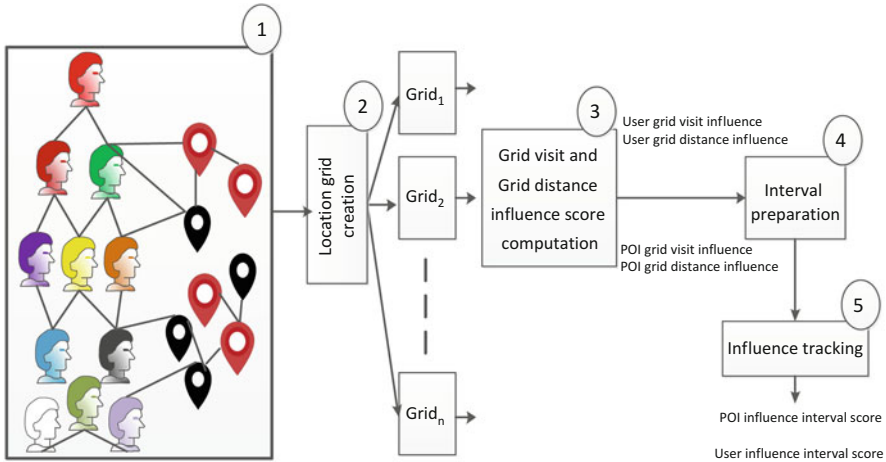 1
2
Location grid
creation
Grid1
Grid2
Gridn
3
Grid visit and
Grid distance
influence score
computation
User grid visit influence
User grid distance influence
POI grid visit influence
POI grid distance influence
4
Interval
preparation
5
Influence tracking
POI influence interval score
User influence interval score